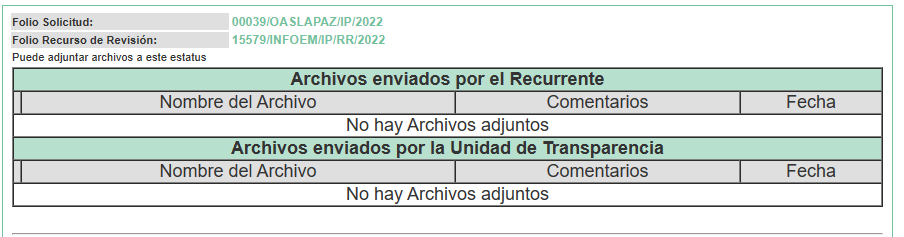 Folio Solicitud: 00039/OASLAPAZ/IP/2022
Folio Recurso de Revisión: 15579/INFOEM/IP/RR/2022
Puede adjuntar archivos a este estatus
Archivos enviados por el Recurrente
Nombre del Archivo Comentarios Fecha
No hay Archivos adjuntos
Archivos enviados por la Unidad de Transparencia
Nombre del Archivo Comentarios Fecha
No hay Archivos adjuntos